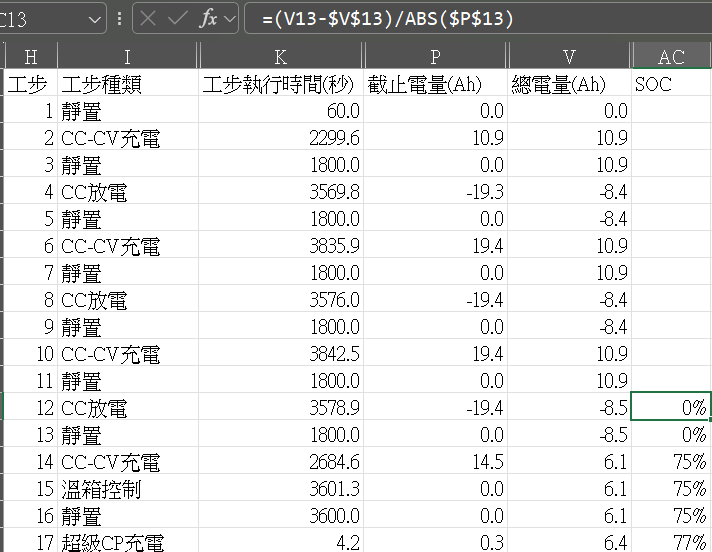 C13 =(V13-$V$13)/ABS($P$13)
H I K P V AC
工步 工步種類 工步執行時間(秒) 截止電量(Ah) 總電量(Ah) SOC
1 靜置 60.0 0.0 0.0
2 CC-CV充電 2299.6 10.9 10.9
3 靜置 1800.0 0.0 10.9
4 CC放電 3569.8 -19.3 -8.4
5 靜置 1800.0 0.0 -8.4
6 CC-CV充電 3835.9 19.4 10.9
7 靜置 1800.0 0.0 10.9
8 CC放電 3576.0 -19.4 -8.4
9 靜置 1800.0 0.0 -8.4
10 CC-CV充電 3842.5 19.4 10.9
11 靜置 1800.0 0.0 10.9
12 CC放電 3578.9 -19.4 -8.5 0%
13 靜置 1800.0 0.0 -8.5 0%
14 CC-CV充電 2684.6 14.5 6.1 75%
15 溫箱控制 3601.3 0.0 6.1 75%
16 靜置 3600.0 0.0 6.1 75%
17 超級CP充電 4.2 0.3 6.4 77%